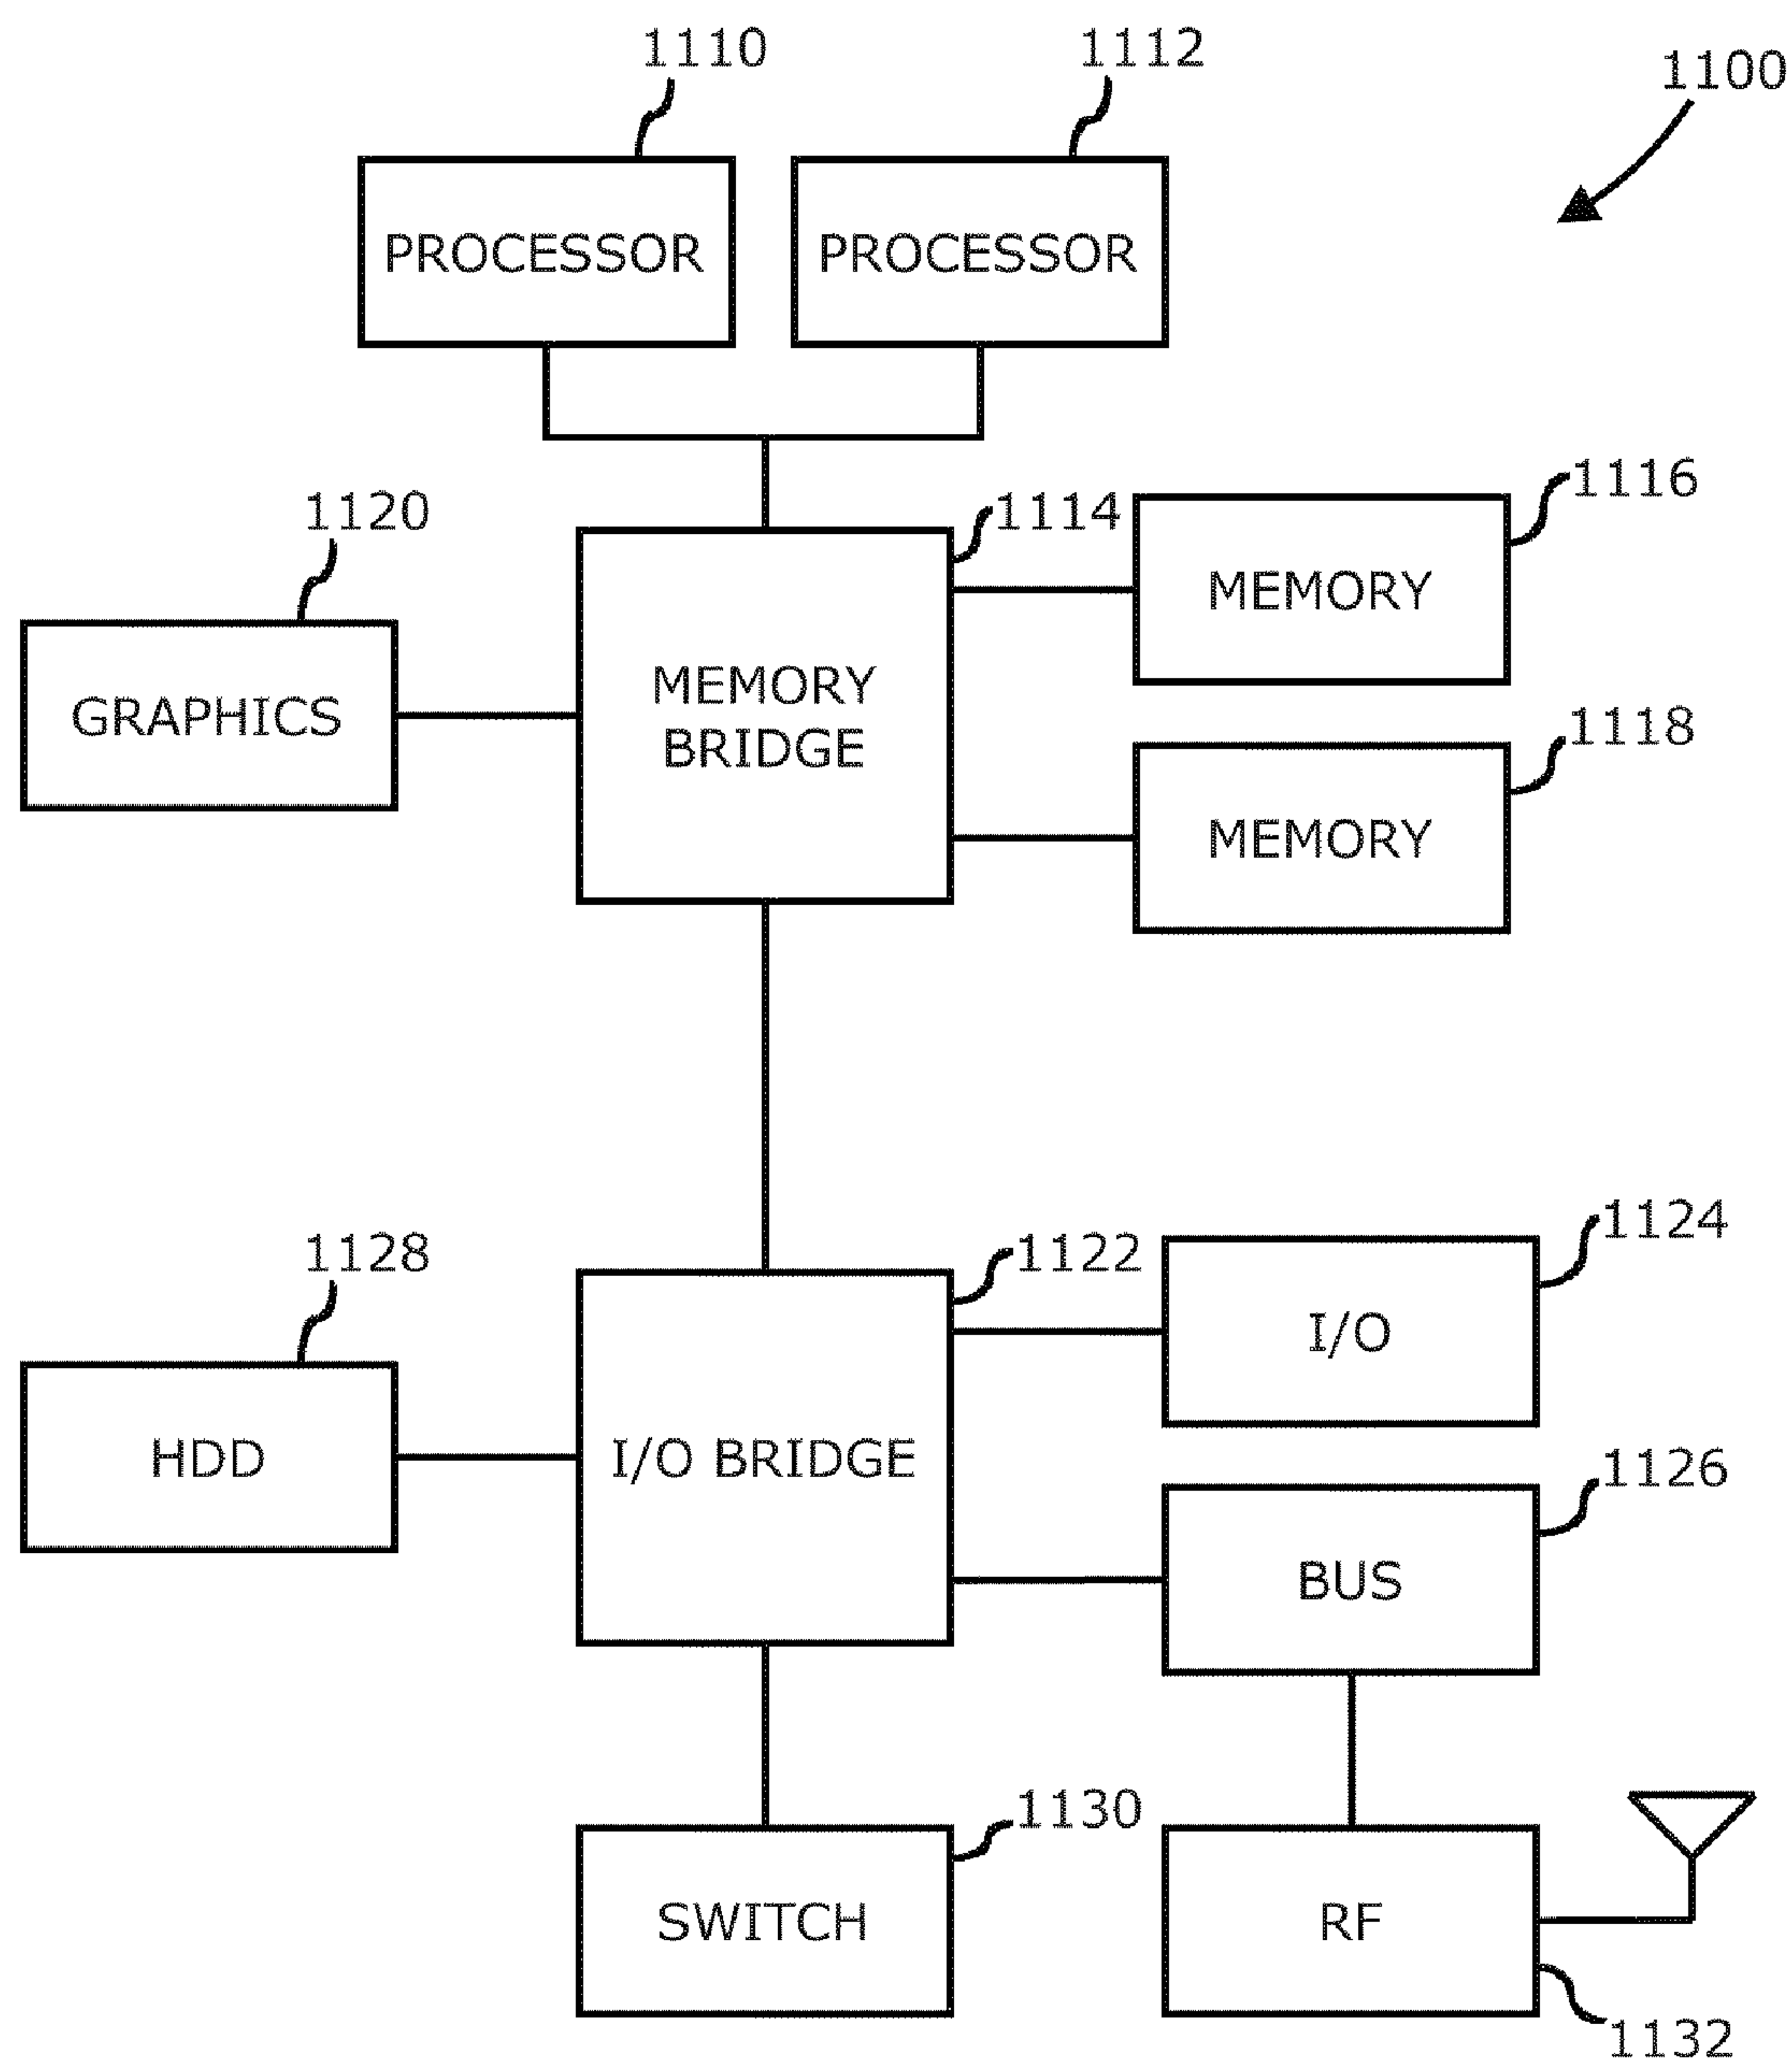 1110
1112
1100
PROCESSOR
PROCESSOR
1120
1114
1116
MEMORY
GRAPHICS
MEMORY
BRIDGE
1118
MEMORY
1128
1122
1124
I/O
HDD
I/O BRIDGE
1126
BUS
1130
SWITCH
RF
1132